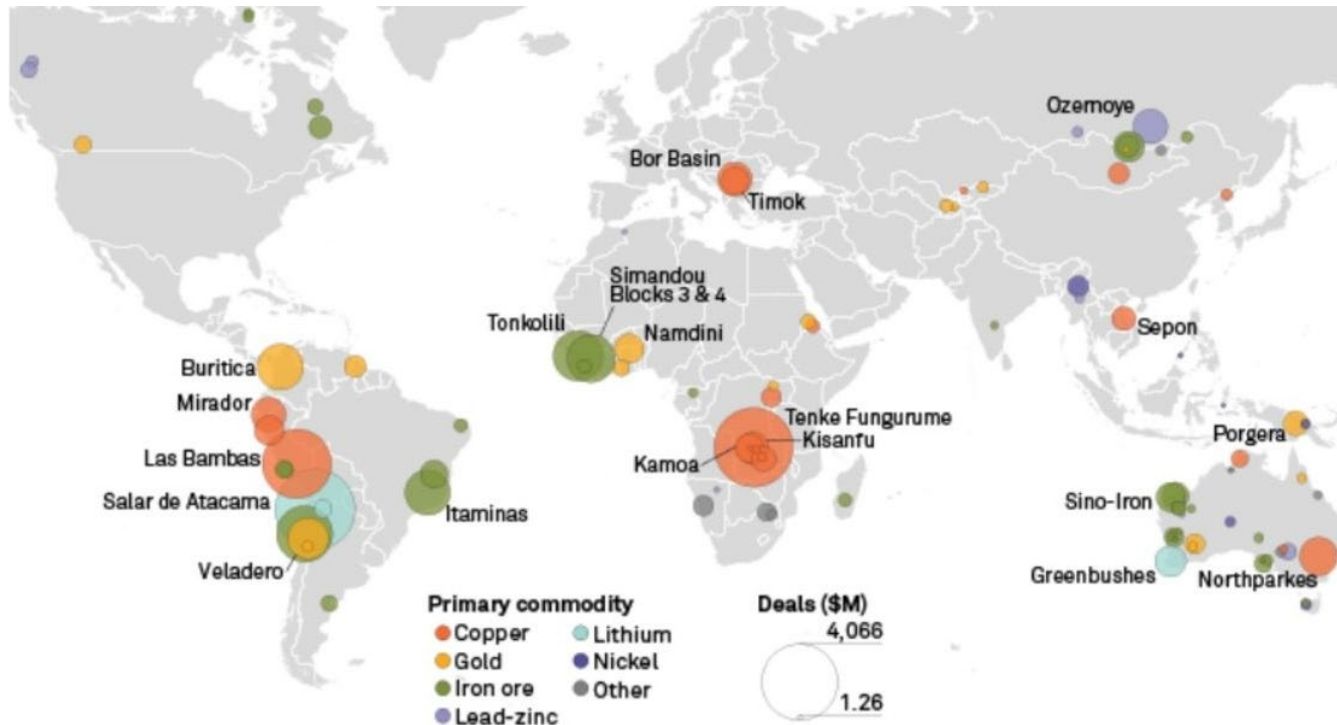 Ozernoye
Bor Basin
Timok
Simandou
Blocks 3 & 4
Tonkolili
Namdini
Sepon
Buritica
Mirador
Tenke Fungurume
Kisanfu
Porgera
Las Bambas
Kamoa
Salar de Atacama
Itaminas
Sino-Iron
Veladero
Greenbushes
Northparkes
Primary commodity
Copper
Gold
Iron ore
Lead-zinc
Lithium
Nickel
Other
Deals ($M)
4,066
1.26